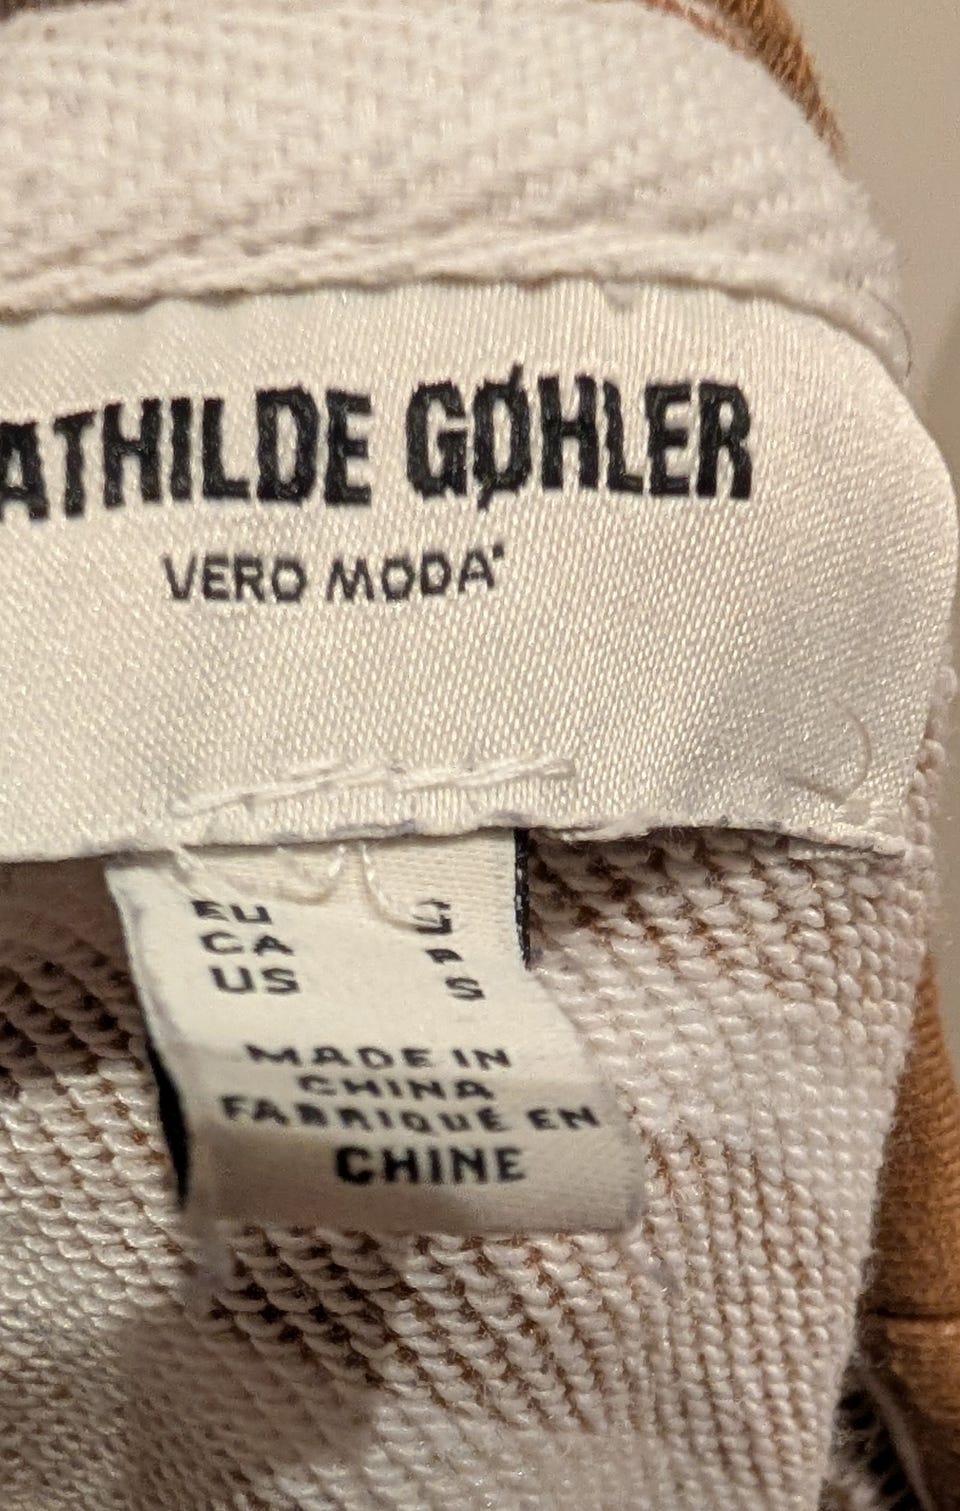 ATHILDE GØHLER
VERO MODA
EU
CA P
US S
MADE IN
CHINA
FABRIQUÉ EN
CHINE